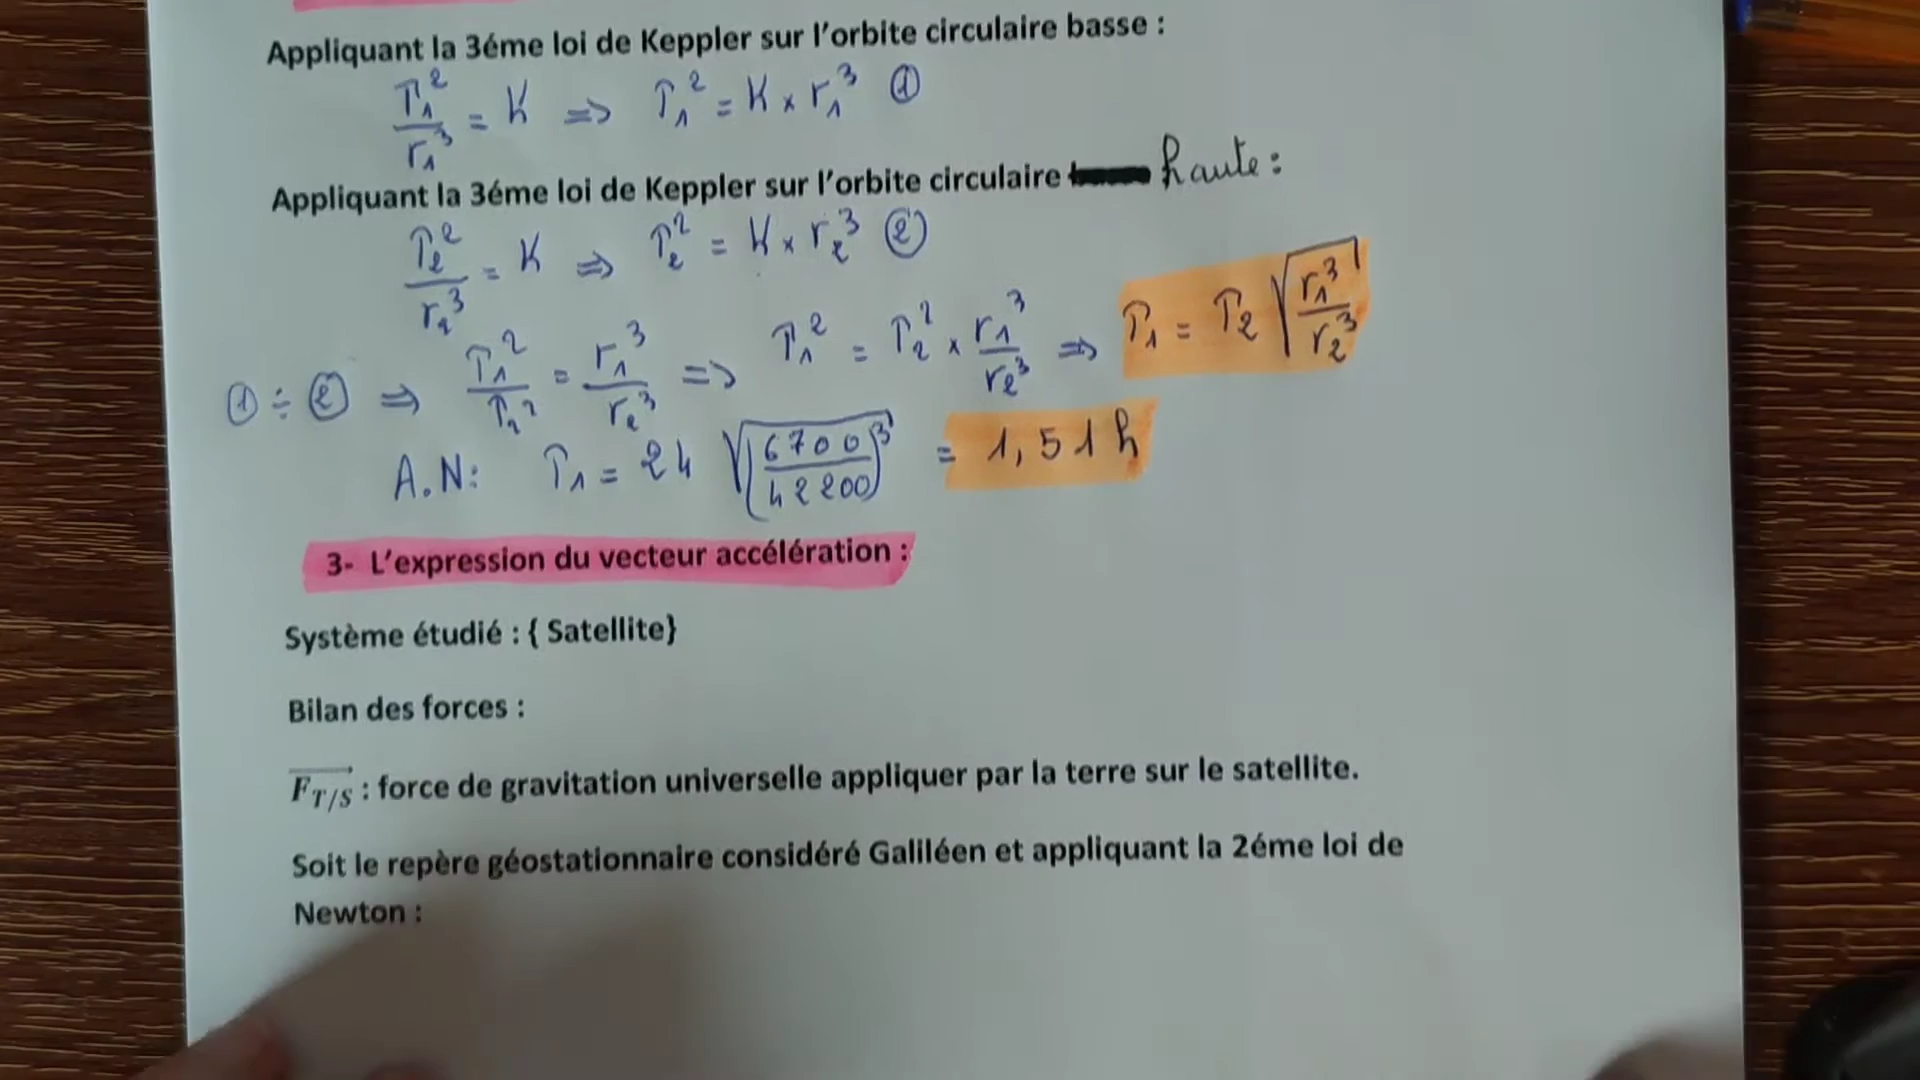 Appliquant la 3éme loi de Keppler sur l'orbite circulaire basse :
T₁²/r₁³ = K => T₁² = K × r₁³ ①
Appliquant la 3éme loi de Keppler sur l'orbite circulaire haute :
T₂²/r₂³ = K => T₂² = K × r₂³ ②
① ÷ ② => T₁²/T₂² = r₁³/r₂³ => T₁² = T₂² × r₁³/r₂³ => T₁ = T₂ √(r₁³/r₂³)
A.N: T₁ = 24 √(6700/42200)³ = 1,51 h
3- L'expression du vecteur accélération :
Système étudié : { Satellite}
Bilan des forces :
F⃗T/S : force de gravitation universelle appliquer par la terre sur le satellite.
Soit le repère géostationnaire considéré Galiléen et appliquant la 2éme loi de
Newton :